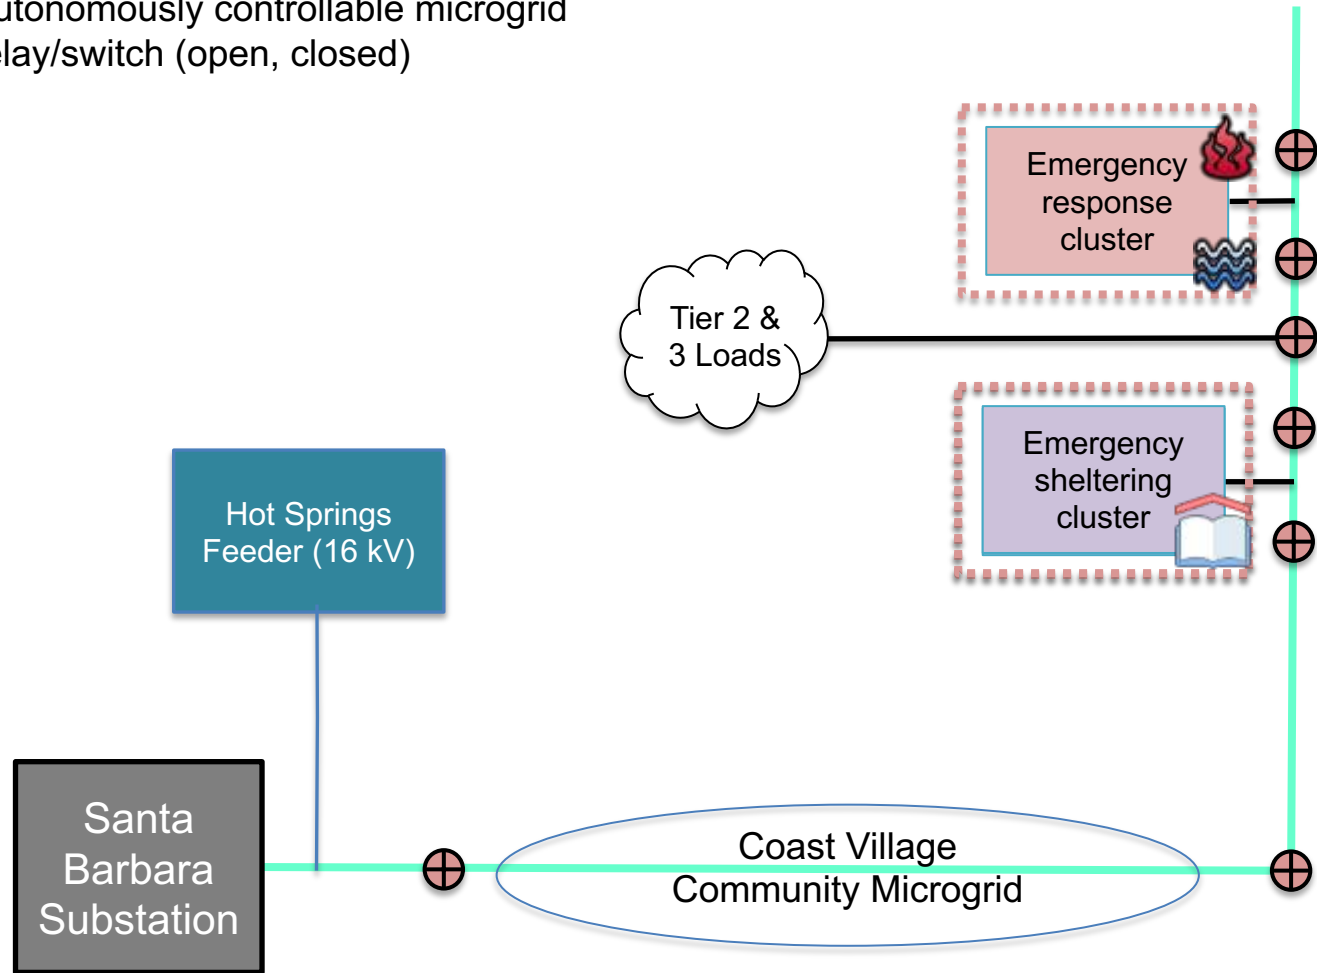 utonomously controllable microgrid
elay/switch (open, closed)
Emergency
response
cluster
Tier 2 &
3 Loads
Emergency
sheltering
cluster
Hot Springs
Feeder (16 kV)
Santa
Barbara
Substation
Coast Village
Community Microgrid